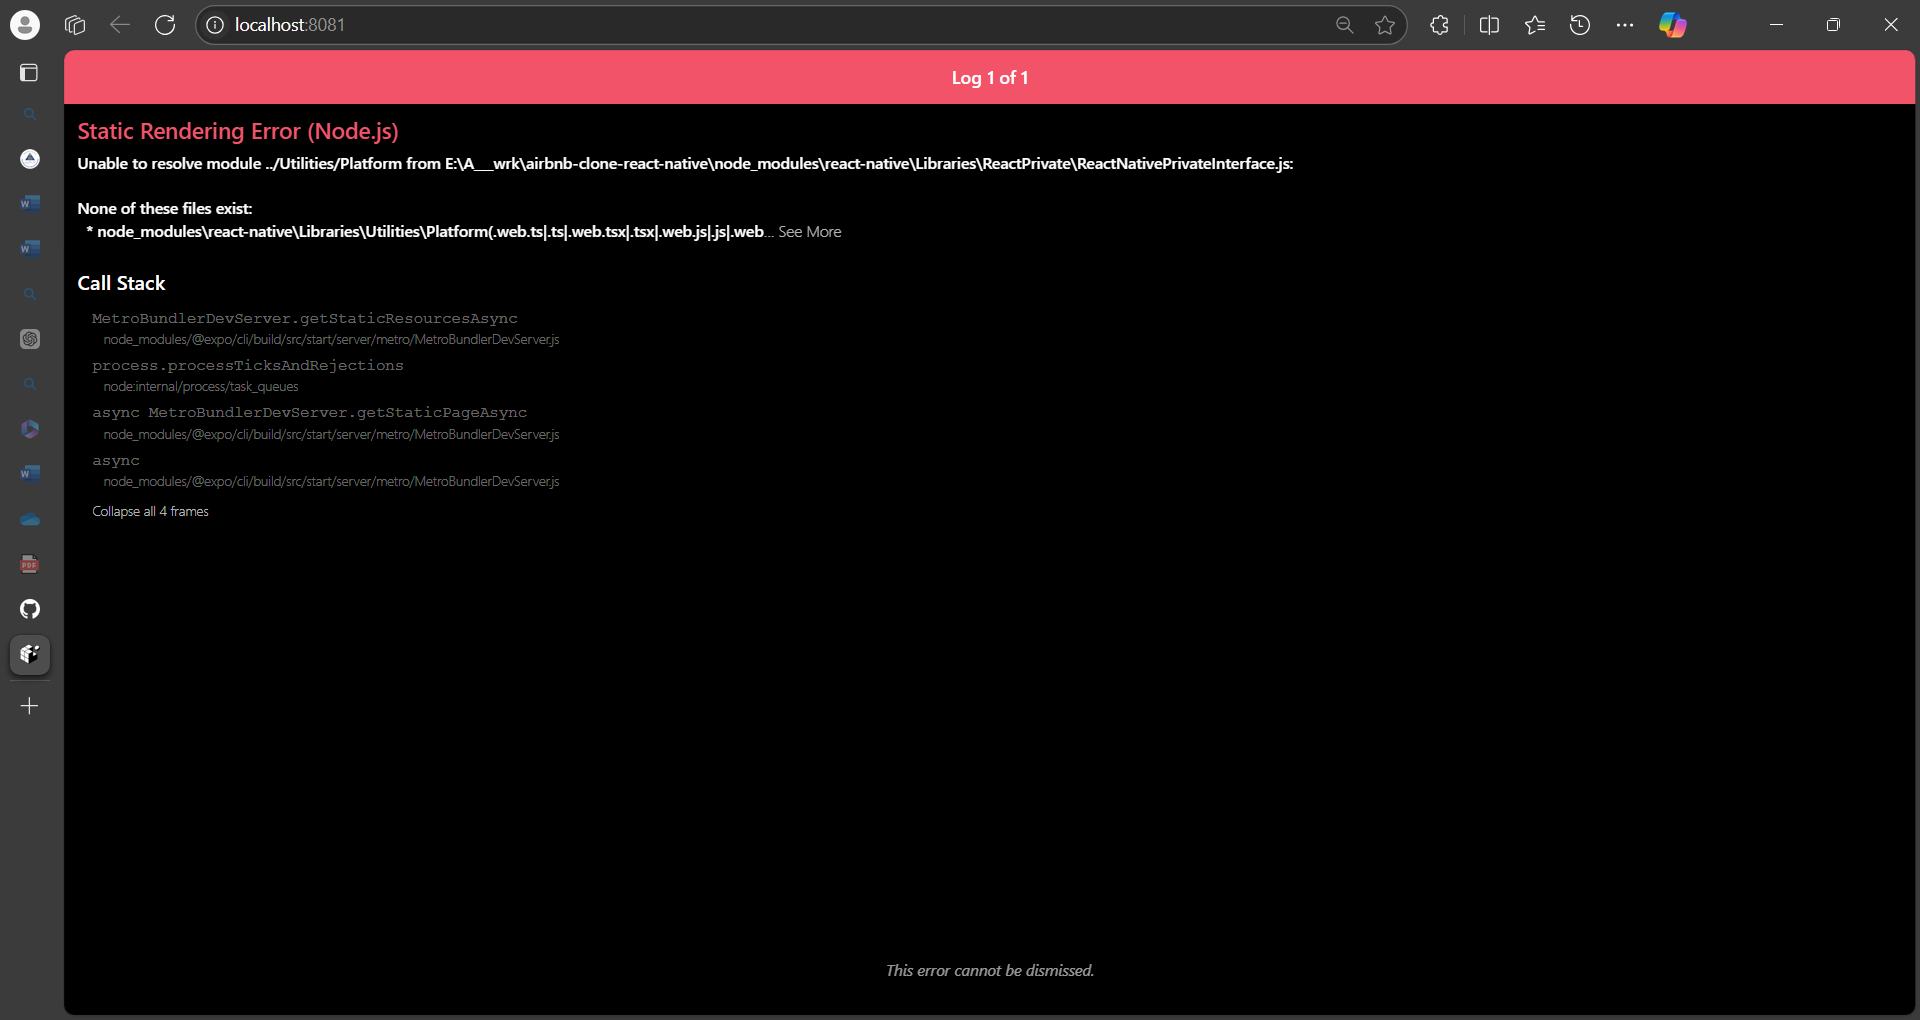 localhost:8081
Log 1 of 1
Static Rendering Error (Node.js)
Unable to resolve module ../Utilities/Platform from E:\A___wrk\airbnb-clone-react-native\node_modules\react-native\Libraries\ReactPrivate\ReactNativePrivateInterface.js:
None of these files exist:
* node_modules\react-native\Libraries\Utilities\Platform(.web.ts|.ts|.web.tsx|.tsx|.web.js|.js|.web... See More
Call Stack
MetroBundlerDevServer.getStaticResourcesAsync
node_modules/@expo/cli/build/src/start/server/metro/MetroBundlerDevServer.js
process.processTicksAndRejections
node:internal/process/task_queues
async MetroBundlerDevServer.getStaticPageAsync
node_modules/@expo/cli/build/src/start/server/metro/MetroBundlerDevServer.js
async
node_modules/@expo/cli/build/src/start/server/metro/MetroBundlerDevServer.js
Collapse all 4 frames
PDF
This error cannot be dismissed.